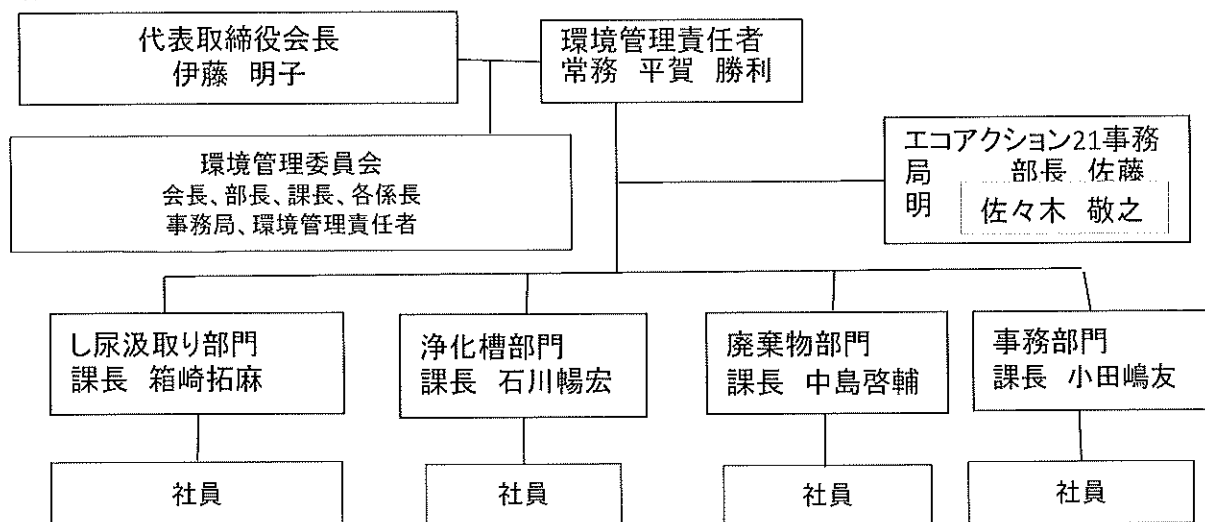 代表取締役会長
伊藤 明子
環境管理責任者
常務 平賀 勝利
環境管理委員会
会長、部長、課長、各係長
事務局、環境管理責任者
エコアクション21事務
局 部長 佐藤
明
佐々木 敬之
し尿汲取り部門
課長 箱崎拓麻
浄化槽部門
課長 石川暢宏
廃棄物部門
課長 中島啓輔
事務部門
課長 小田嶋友
社員
社員
社員
社員